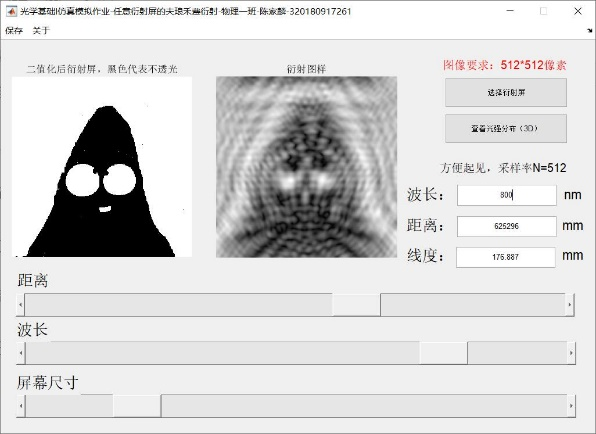 光学基础I仿真模拟作业-任意衍射屏的夫琅禾费衍射-物理一班-陈家麟-320180917261
保存 关于
二值化后衍射屏，黑色代表不透光
衍射图样
图像要求：512*512像素
选择衍射屏
查看光强分布（3D）
方便起见，采样率N=512
波长： 800 nm
距离： 625296 mm
线度： 176.887 mm
距离
波长
屏幕尺寸